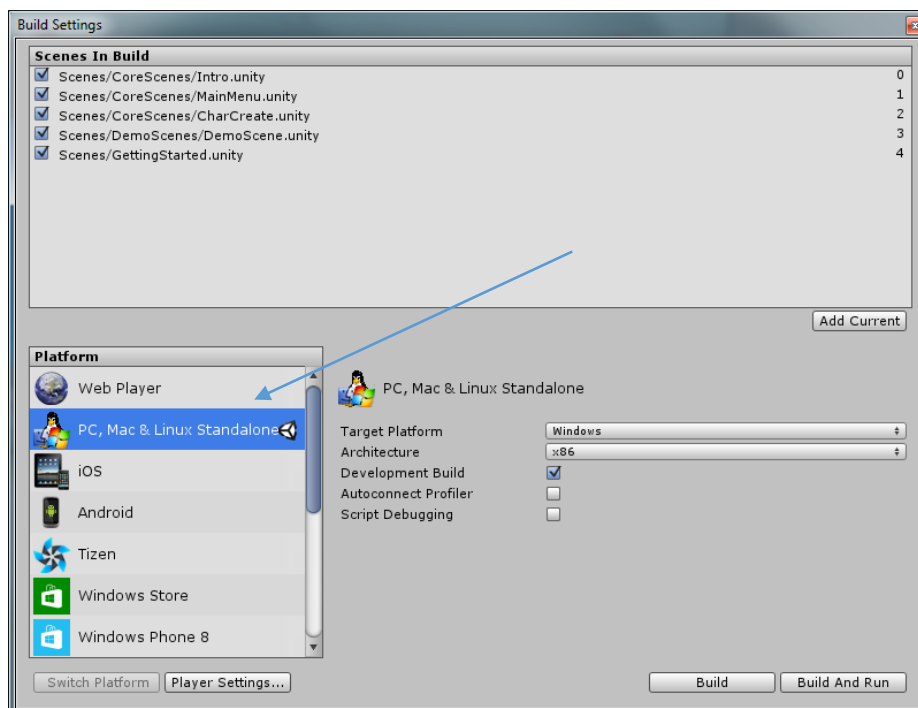 Build Settings
Scenes In Build
Scenes/CoreScenes/Intro.unity 0
Scenes/CoreScenes/MainMenu.unity 1
Scenes/CoreScenes/CharCreate.unity 2
Scenes/DemoScenes/DemoScene.unity 3
Scenes/GettingStarted.unity 4
Add Current
Platform
Web Player
PC, Mac & Linux Standalone
iOS
Android
Tizen
Windows Store
Windows Phone 8
PC, Mac & Linux Standalone
Target Platform Windows
Architecture x86
Development Build
Autoconnect Profiler
Script Debugging
Switch Platform Player Settings... Build Build And Run